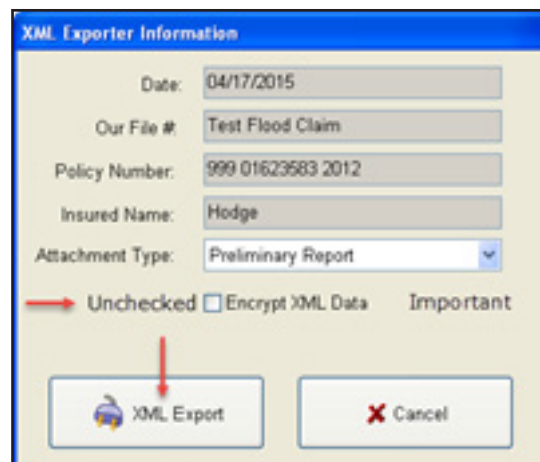 XML Exporter Information
Date: 04/17/2015
Our File #: Test Flood Claim
Policy Number: 999 01623583 2012
Insured Name: Hodge
Attachment Type: Preliminary Report
Unchecked Encrypt XML Data Important
XML Export Cancel